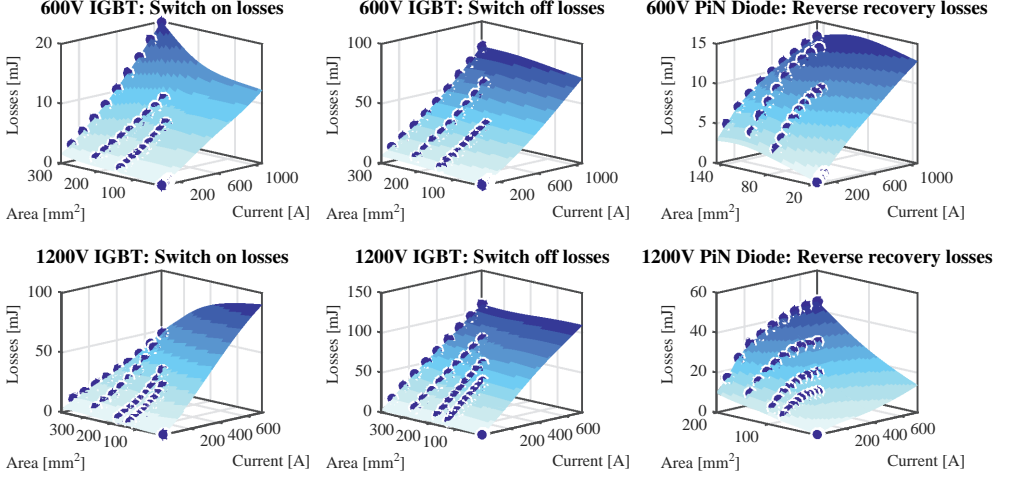 600V IGBT: Switch on losses
Losses [mJ]
20
10
0
300
200
100
200
600
1000
Area [mm2]
Current [A]
600V IGBT: Switch off losses
Losses [mJ]
100
50
0
300
200
100
200
600
1000
Area [mm2]
Current [A]
600V PiN Diode: Reverse recovery losses
Losses [mJ]
15
10
5
0
140
80
20
200
600
1000
Area [mm2]
Current [A]
1200V IGBT: Switch on losses
Losses [mJ]
100
50
0
300
200
100
200
400
600
Area [mm2]
Current [A]
1200V IGBT: Switch off losses
Losses [mJ]
150
100
50
0
300
200
100
200
400
600
Area [mm2]
Current [A]
1200V PiN Diode: Reverse recovery losses
Losses [mJ]
60
40
20
0
200
100
200
400
600
Area [mm2]
Current [A]